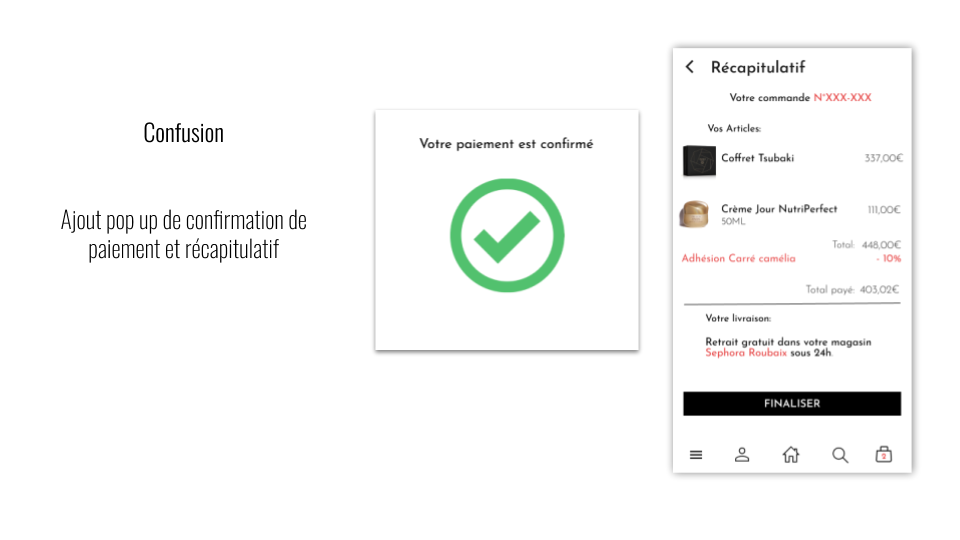 Confusion
Ajout pop up de confirmation de
paiement et récapitulatif
Votre paiement est confirmé
Récapitulatif
Votre commande N°XXX-XXX
Vos Articles:
Coffret Tsubaki 337,00€
Crème Jour NutriPerfect 111,00€
50ML
Total: 448,00€
Adhésion Carré camélia - 10%
Total payé: 403,02€
Votre livraison:
Retrait gratuit dans votre magasin
Sephora Roubaix sous 24h.
FINALISER
2